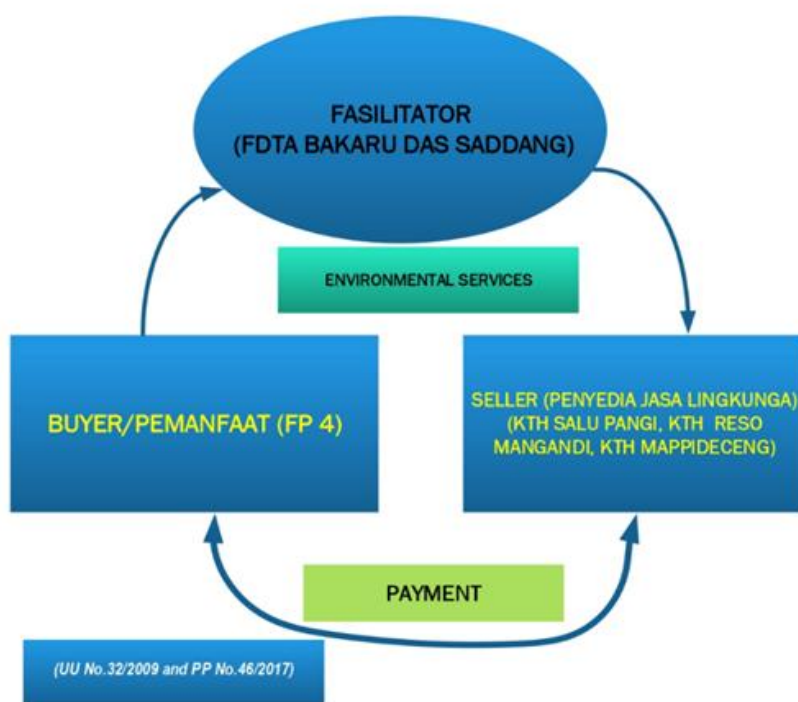 FASILITATOR
(FDTA BAKARU DAS SADDANG)
ENVIRONMENTAL SERVICES
BUYER/PEMANFAAT (FP 4)
SELLER (PENYEDIA JASA LINGKUNGA)
(KTH SALU PANGI, KTH RESO
MANGANDI, KTH MAPPIDECENG)
PAYMENT
(UU No.32/2009 and PP No.46/2017)